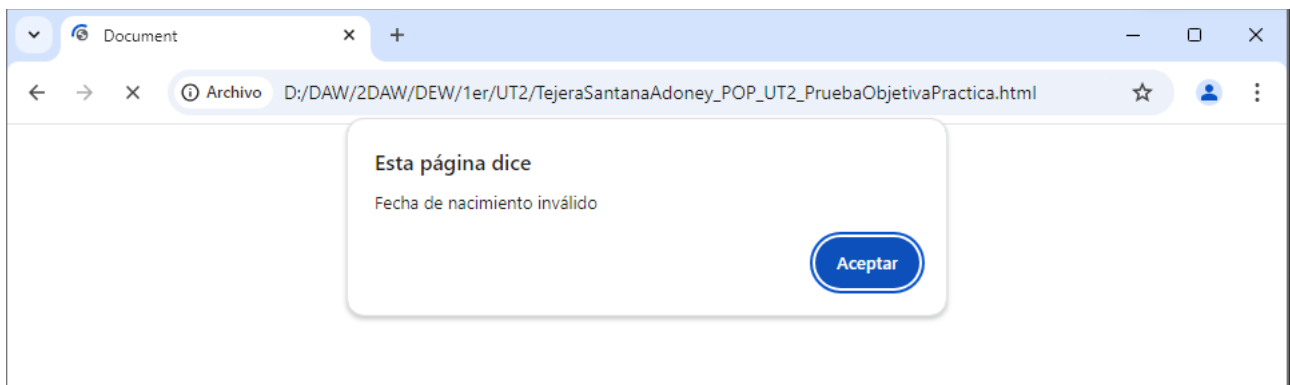 Document
Archivo D:/DAW/2DAW/DEW/1er/UT2/TejeraSantanaAdoney_POP_UT2_PruebaObjetivaPractica.html
Esta página dice
Fecha de nacimiento inválido
Aceptar